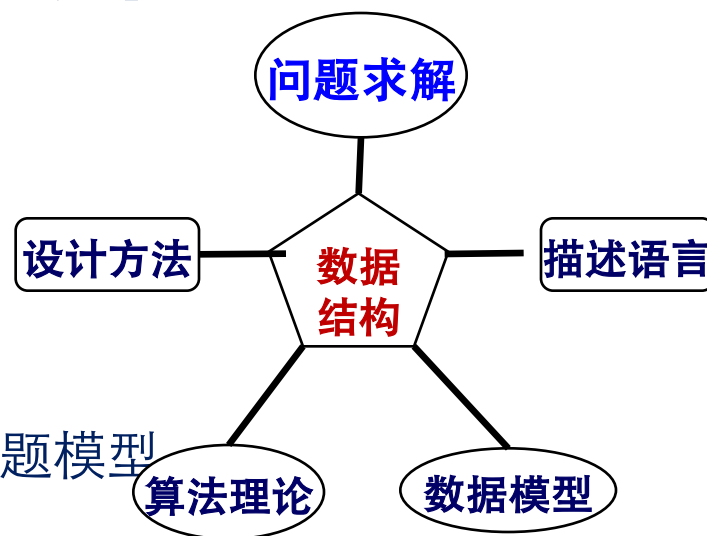 问题求解
设计方法
数据
结构
描述语言
题模型
算法理论
数据模型